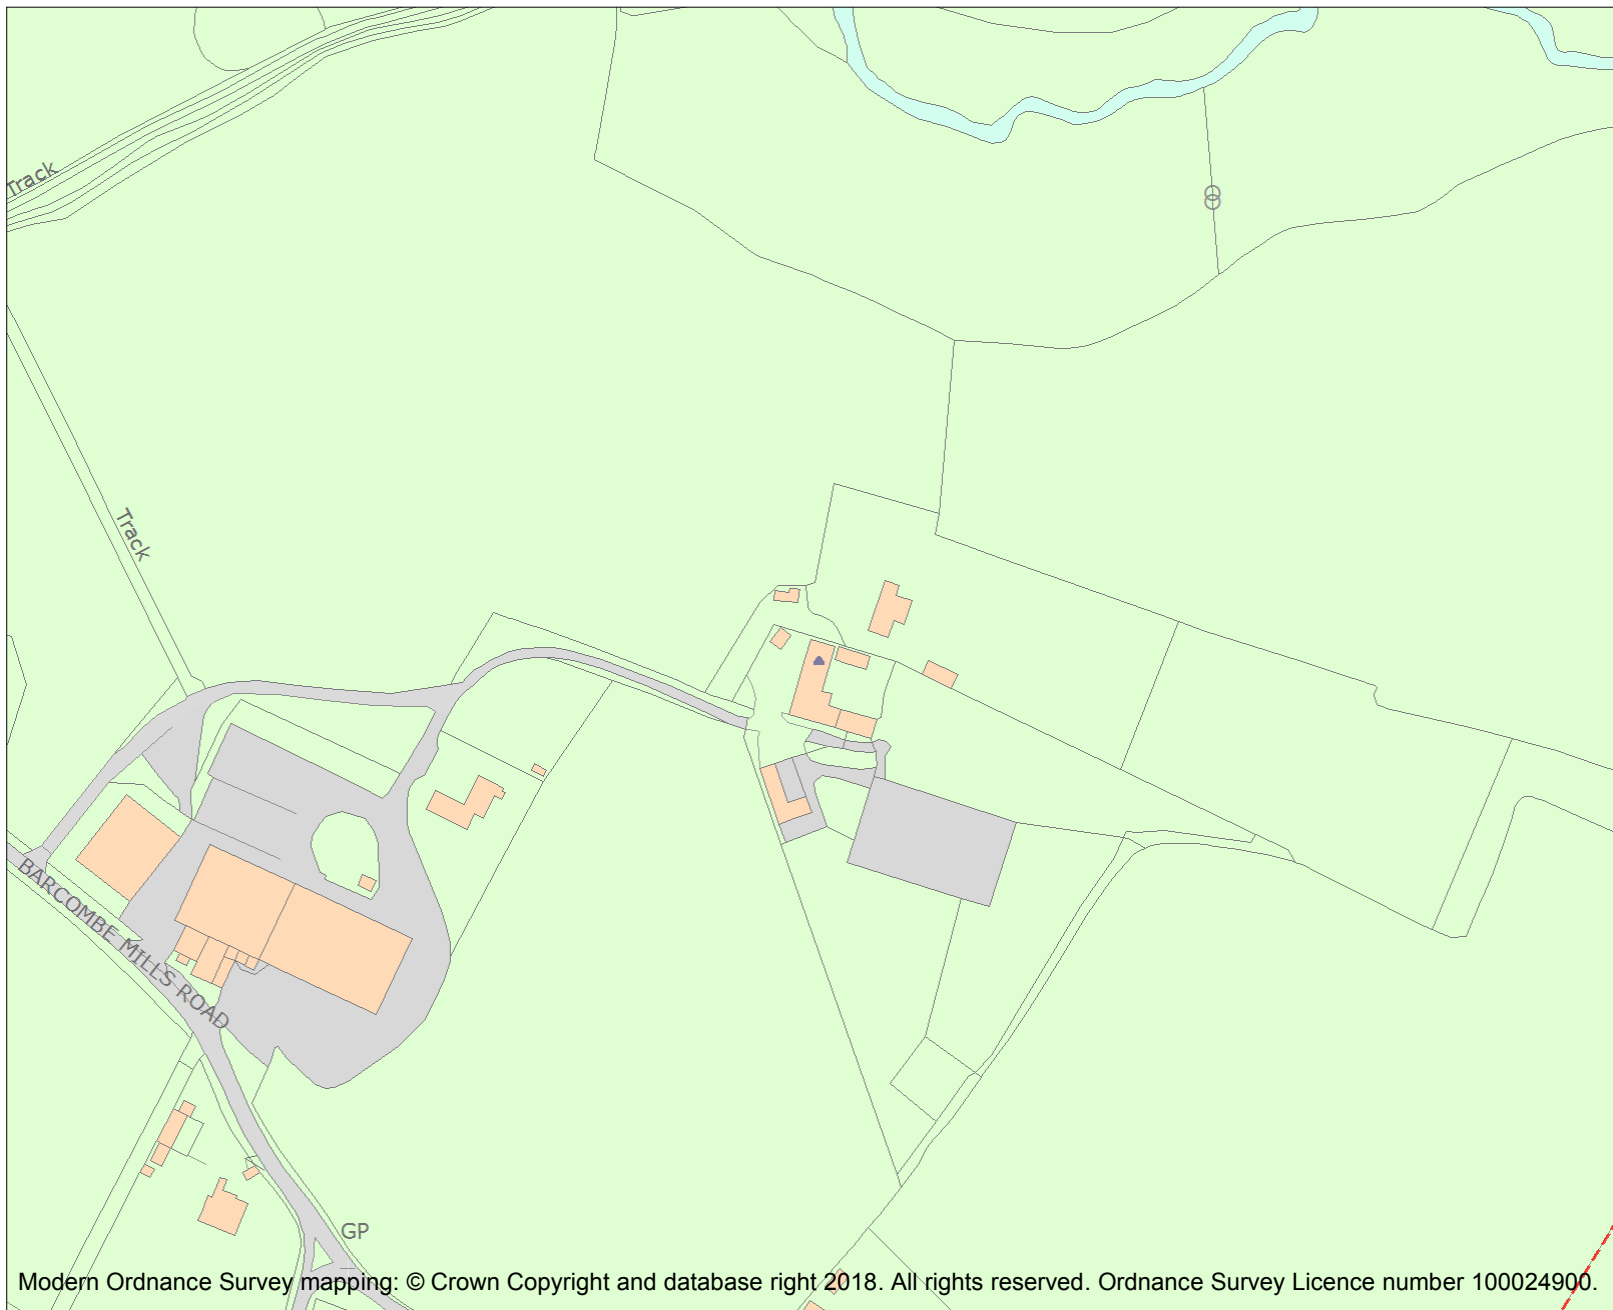 Track
Track
BARCOMBE MILLS ROAD
GP
Modern Ordnance Survey mapping: © Crown Copyright and database right 2018. All rights reserved. Ordnance Survey Licence number 100024900.